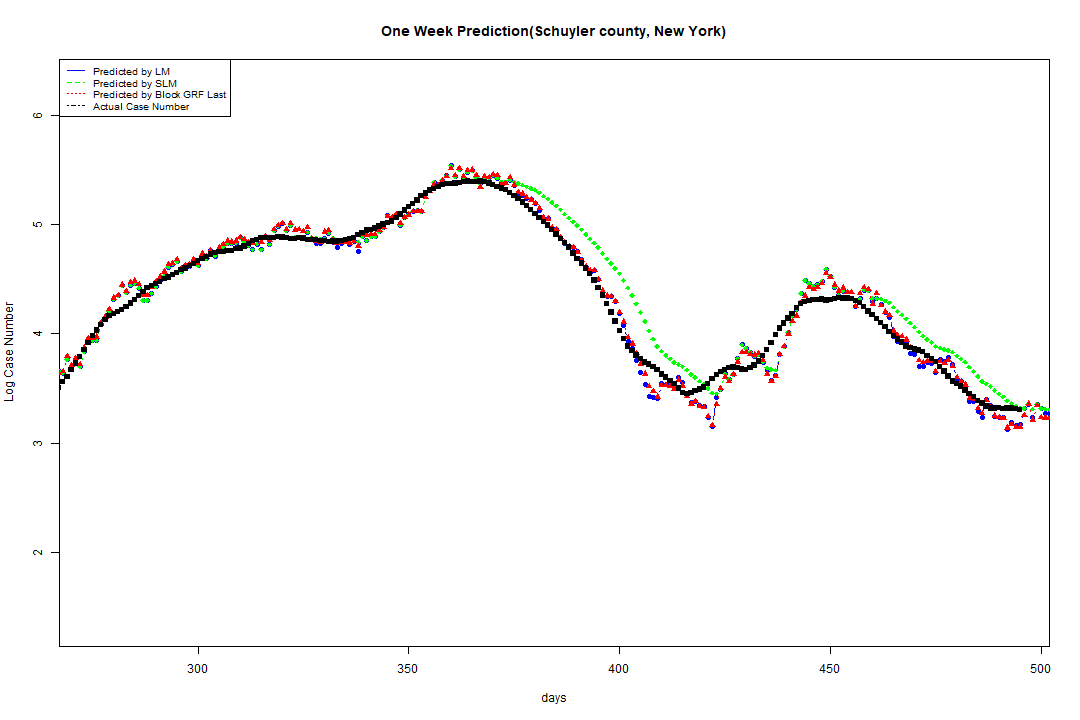 One Week Prediction(Schuyler county, New York)
Predicted by LM
Predicted by SLM
Predicted by Block GRF Last
Actual Case Number
6
5
4
3
2
Log Case Number
300
350
400
450
500
days